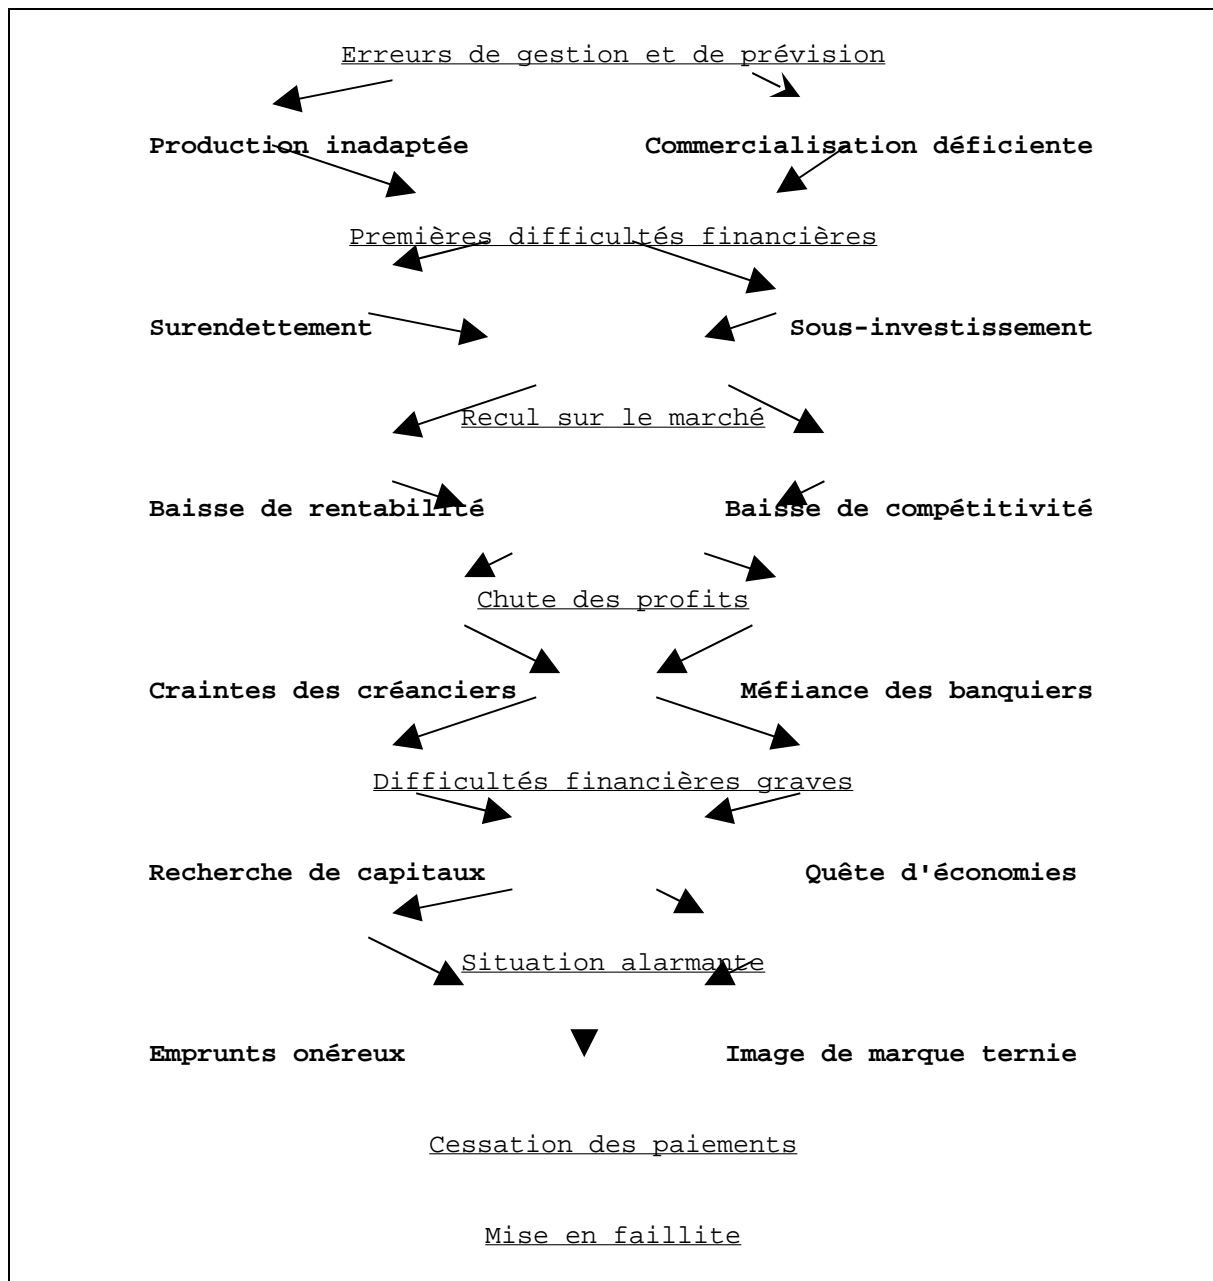 Erreurs de gestion et de prévision
Production inadaptée Commercialisation déficiente
Premières difficultés financières
Surendettement Sous-investissement
Recul sur le marché
Baisse de rentabilité Baisse de compétitivité
Chute des profits
Craintes des créanciers Méfiance des banquiers
Difficultés financières graves
Recherche de capitaux Quête d'économies
Situation alarmante
Emprunts onéreux Image de marque ternie
Cessation des paiements
Mise en faillite